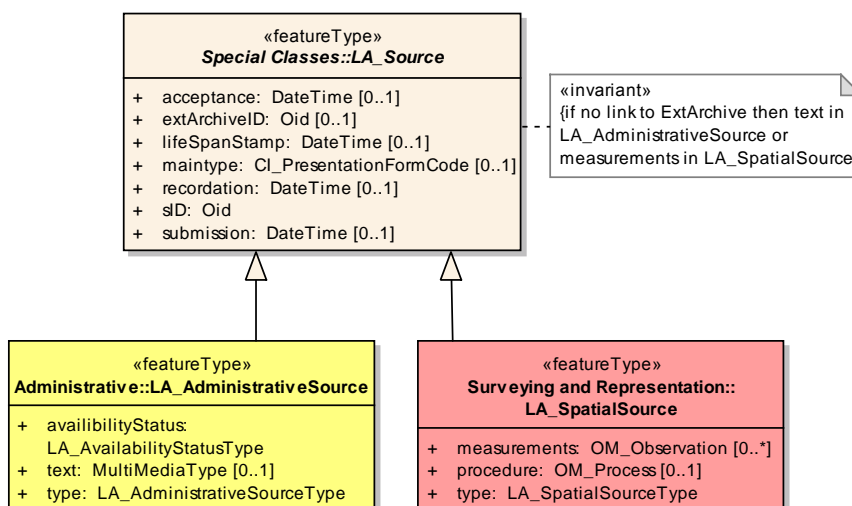 «featureType»
Special Classes::LA_Source
+ acceptance: DateTime [0..1]
+ extArchiveID: Oid [0..1]
+ lifeSpanStamp: DateTime [0..1]
+ maintype: CI_PresentationFormCode [0..1]
+ recordation: DateTime [0..1]
+ sID: Oid
+ submission: DateTime [0..1]
«invariant»
{if no link to ExtArchive then text in
LA_AdministrativeSource or
measurements in LA_SpatialSource
«featureType»
Administrative::LA_AdministrativeSource
+ availibilityStatus:
LA_AvailabilityStatusType
+ text: MultiMediaType [0..1]
+ type: LA_AdministrativeSourceType
«featureType»
Surveying and Representation::
LA_SpatialSource
+ measurements: OM_Observation [0..*]
+ procedure: OM_Process [0..1]
+ type: LA_SpatialSourceType